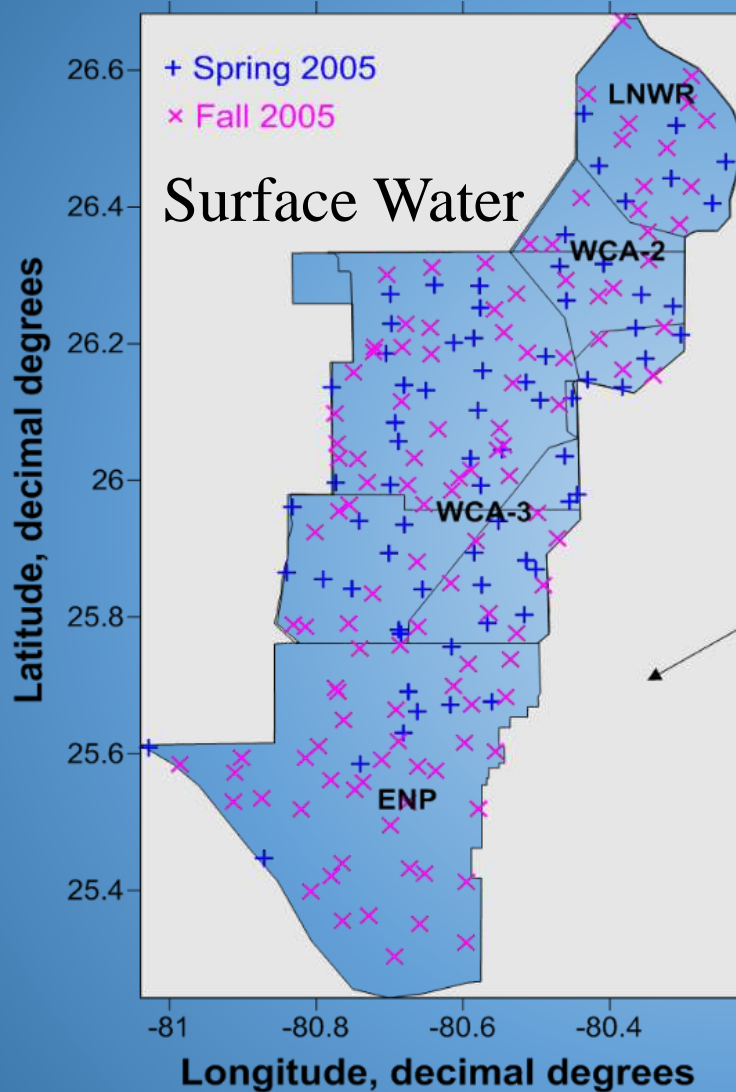 + Spring 2005
× Fall 2005
Surface Water
LNWR
WCA-2
WCA-3
ENP
Latitude, decimal degrees
26.6
26.4
26.2
26
25.8
25.6
25.4
-81 -80.8 -80.6 -80.4
Longitude, decimal degrees